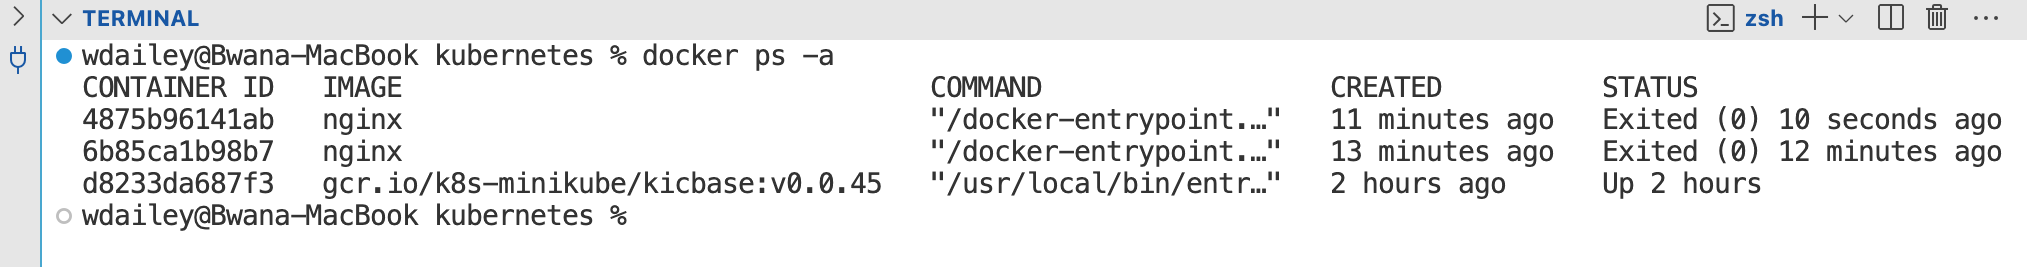 TERMINAL
zsh
wdailey@Bwana-MacBook kubernetes % docker ps -a
CONTAINER ID   IMAGE                                 COMMAND                  CREATED          STATUS
4875b96141ab   nginx                                 "/docker-entrypoint.…"   11 minutes ago   Exited (0) 10 seconds ago
6b85ca1b98b7   nginx                                 "/docker-entrypoint.…"   13 minutes ago   Exited (0) 12 minutes ago
d8233da687f3   gcr.io/k8s-minikube/kicbase:v0.0.45   "/usr/local/bin/entr…"   2 hours ago      Up 2 hours
wdailey@Bwana-MacBook kubernetes %